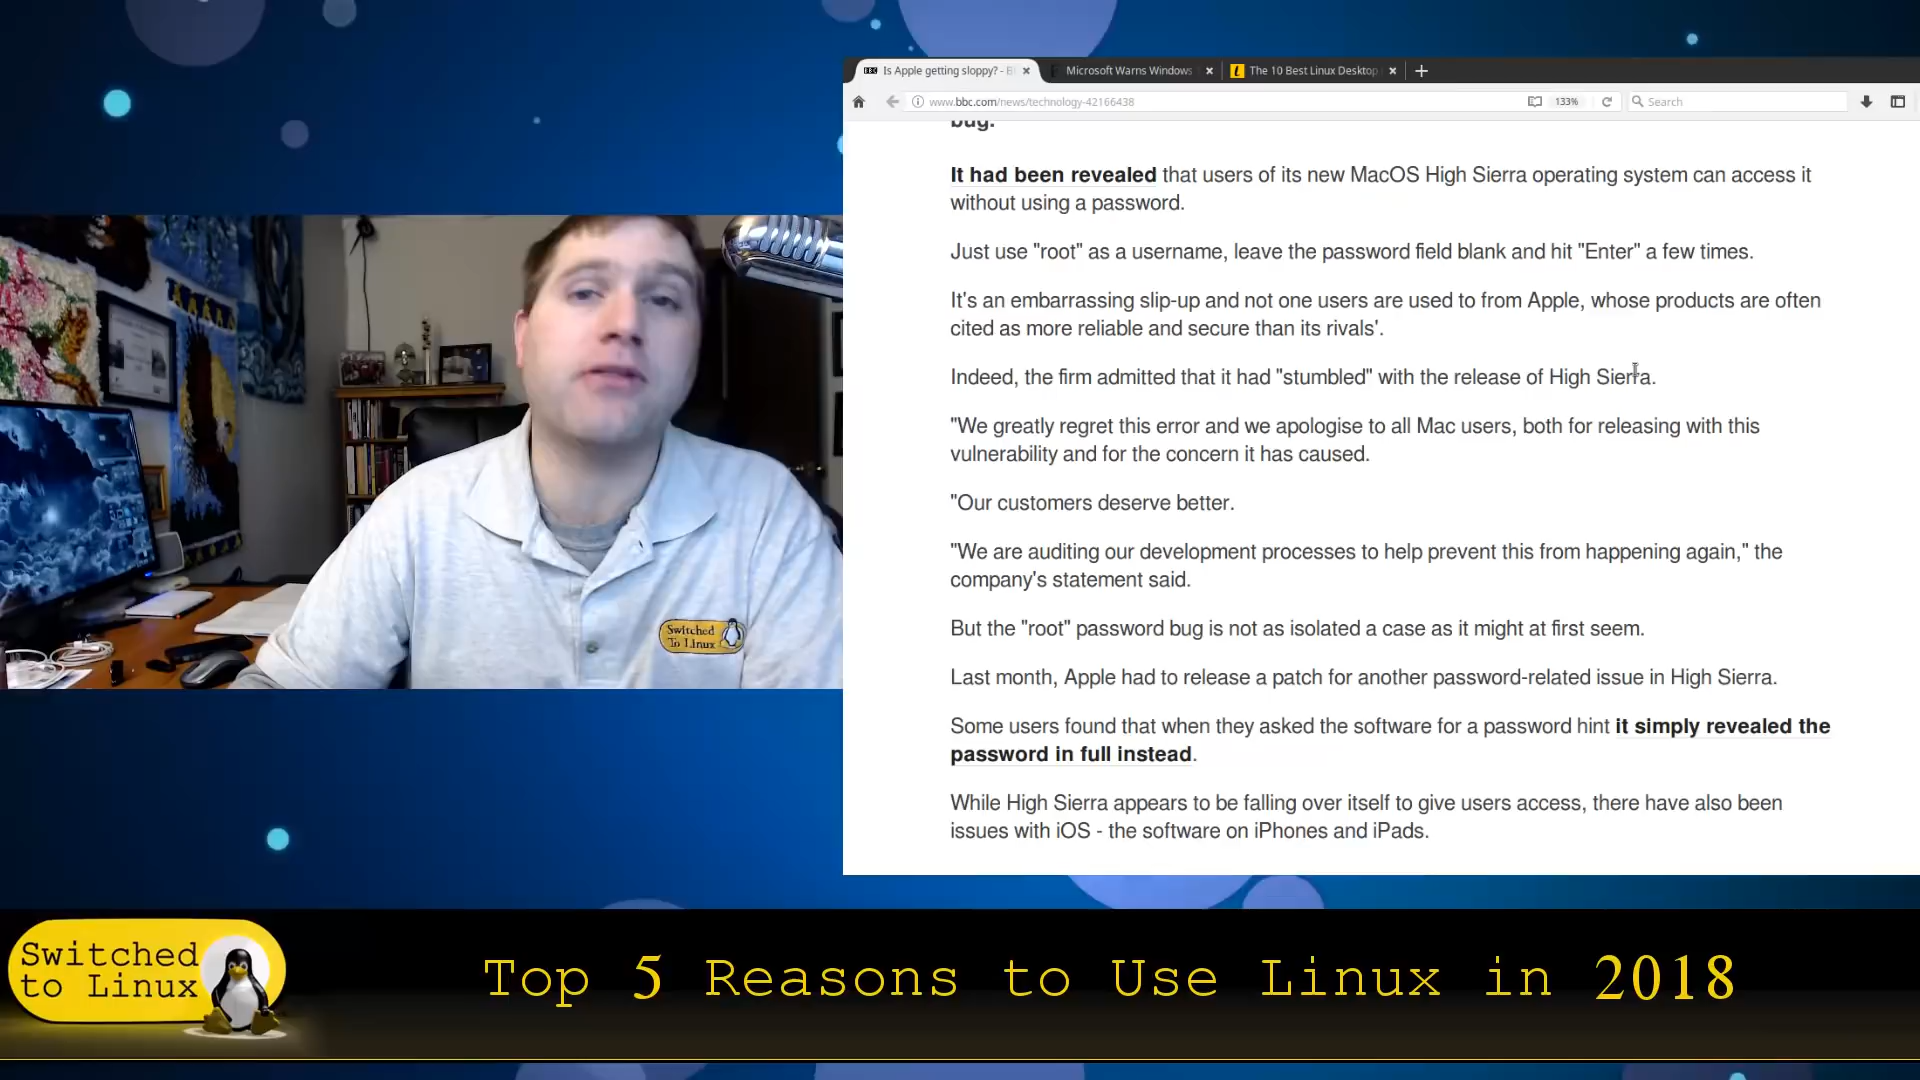 Is Apple getting sloppy? - B
Microsoft Warns Windows
The 10 Best Linux Desktop
www.bbc.com/news/technology-42166438
133%
Search
bug.
It had been revealed that users of its new MacOS High Sierra operating system can access it
without using a password.
Just use "root" as a username, leave the password field blank and hit "Enter" a few times.
It's an embarrassing slip-up and not one users are used to from Apple, whose products are often
cited as more reliable and secure than its rivals'.
Indeed, the firm admitted that it had "stumbled" with the release of High Sierra.
"We greatly regret this error and we apologise to all Mac users, both for releasing with this
vulnerability and for the concern it has caused.
"Our customers deserve better.
"We are auditing our development processes to help prevent this from happening again," the
company's statement said.
But the "root" password bug is not as isolated a case as it might at first seem.
Last month, Apple had to release a patch for another password-related issue in High Sierra.
Some users found that when they asked the software for a password hint it simply revealed the
password in full instead.
While High Sierra appears to be falling over itself to give users access, there have also been
issues with iOS - the software on iPhones and iPads.
Switched
To Linux
Switched
to Linux
Top 5 Reasons to Use Linux in 2018